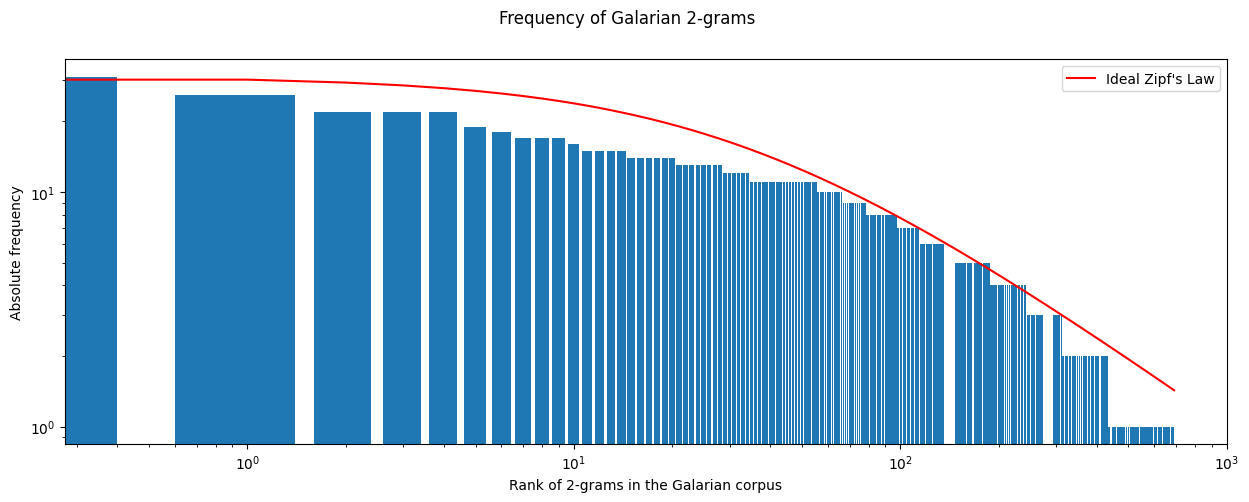 Frequency of Galarian 2-grams
Ideal Zipf's Law
Absolute frequency
10¹
10⁰
10⁰
10¹
10²
10³
Rank of 2-grams in the Galarian corpus